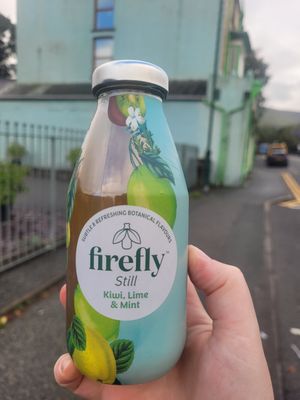 SUBTLE & REFRESHING BOTANICAL FLAVOURS
firefly
Still
Kiwi, Lime
& Mint